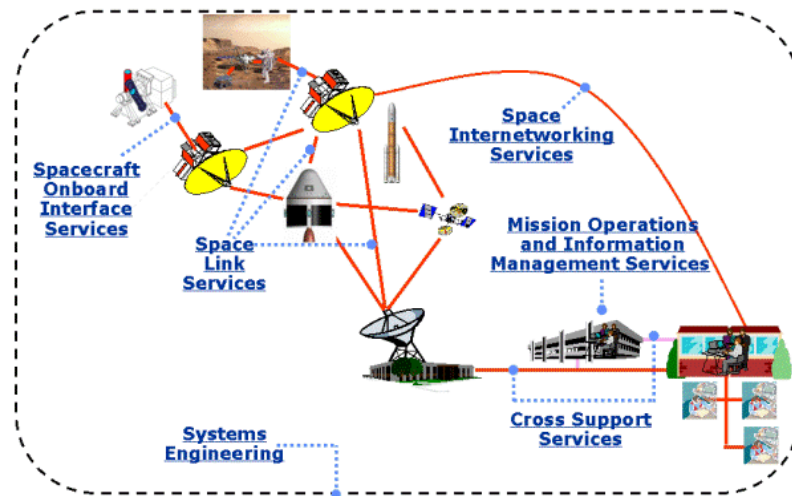 Space
Internetworking
Services
Spacecraft
Onboard
Interface
Services
Space
Link
Services
Mission Operations
and Information
Management Services
Cross Support
Services
Systems
Engineering